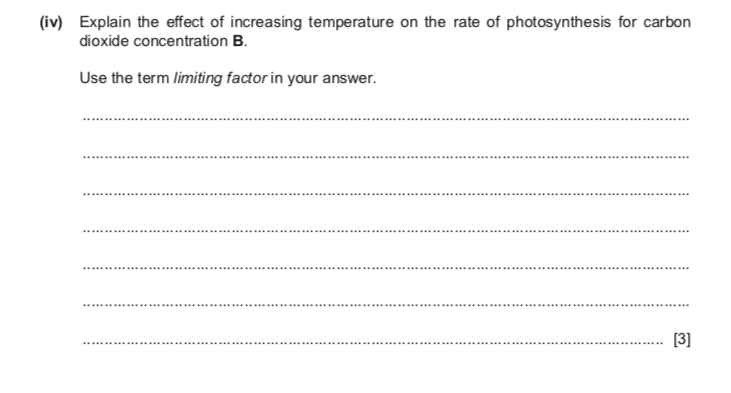 (iv) Explain the effect of increasing temperature on the rate of photosynthesis for carbon
dioxide concentration B.
Use the term limiting factor in your answer.
[3]